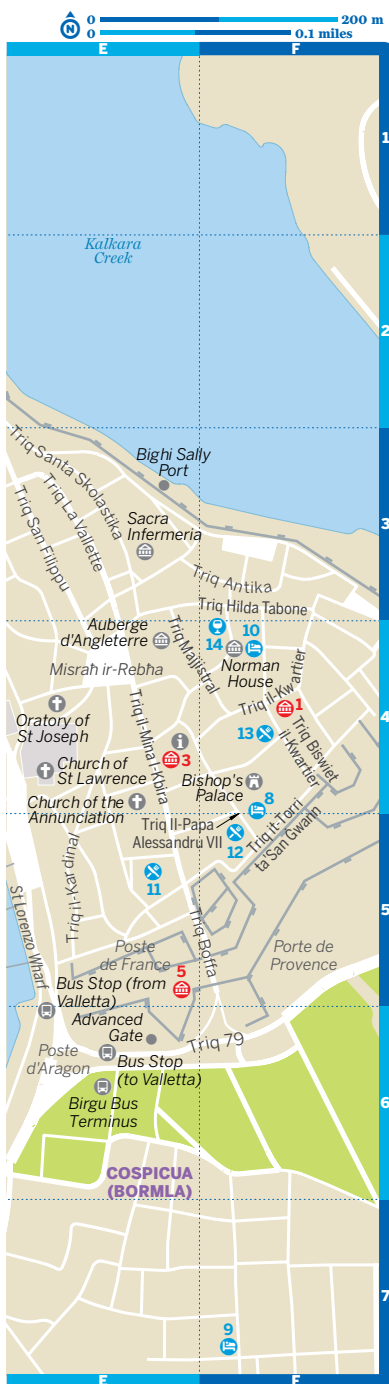 N
0 200 m
0 0.1 miles
E F
1
Kalkara
Creek
2
Triq Santa Skolastika
Bighi Sally
Port
Triq La Vallette
3
Triq San Filippu
Sacra
Infermeria
Triq Antika
Triq Hilda Tabone
Auberge
d'Angleterre
14
10
Triq Majjistral
Norman
House
Misraħ ir-Rebħa
Triq il-Kwartier
1
4
Oratory of
St Joseph
Triq il-Mina l-Kbira
i
3
13
Triq Biswiet
il-Kwartier
Church of
St Lawrence
Bishop's
Palace
8
Church of the
Annunciation
Triq Il-Papa
Alessandru VII
12
Triq it-Torri
ta'San Ġwann
11
Triq il-Kardinal
St Lorenzo Wharf
5
Triq Boffa
Poste
de France
Porte de
Provence
5
Bus Stop (from
Valletta)
Advanced
Gate
Triq 79
Poste
d'Aragon
Bus Stop
(to Valletta)
Birgu Bus
Terminus
6
COSPICUA
(BORMLA)
7
9
E F